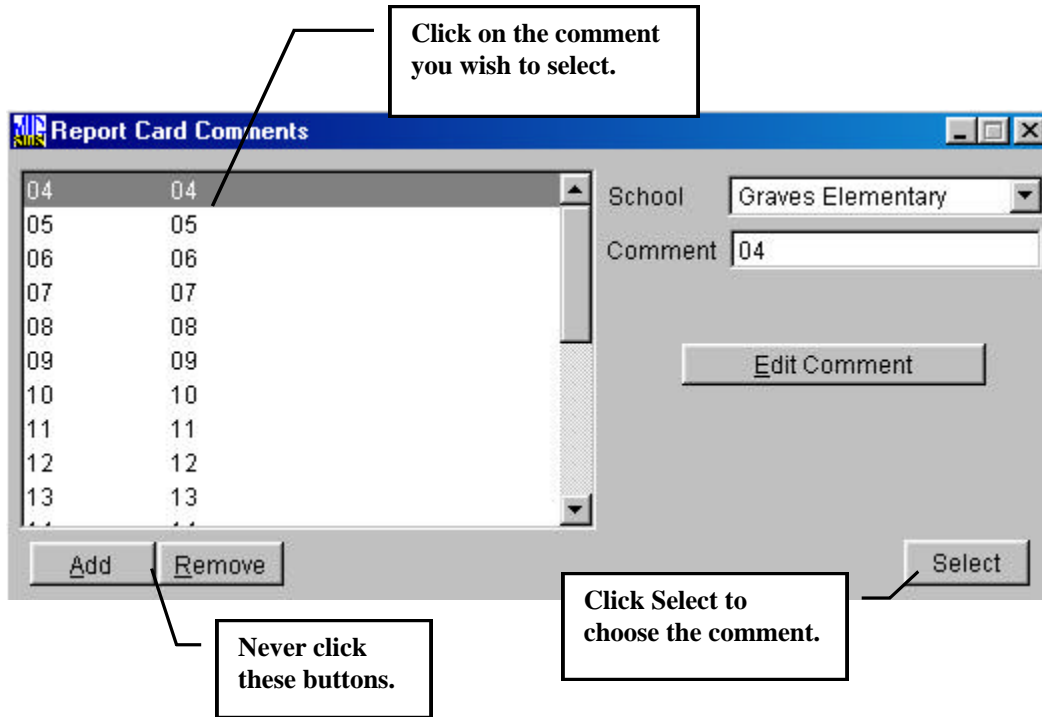 Click on the comment
you wish to select.
Report Card Comments
04 04
05 05
06 06
07 07
08 08
09 09
10 10
11 11
12 12
13 13
School Graves Elementary
Comment 04
Edit Comment
Add Remove
Select
Click Select to
choose the comment.
Never click
these buttons.